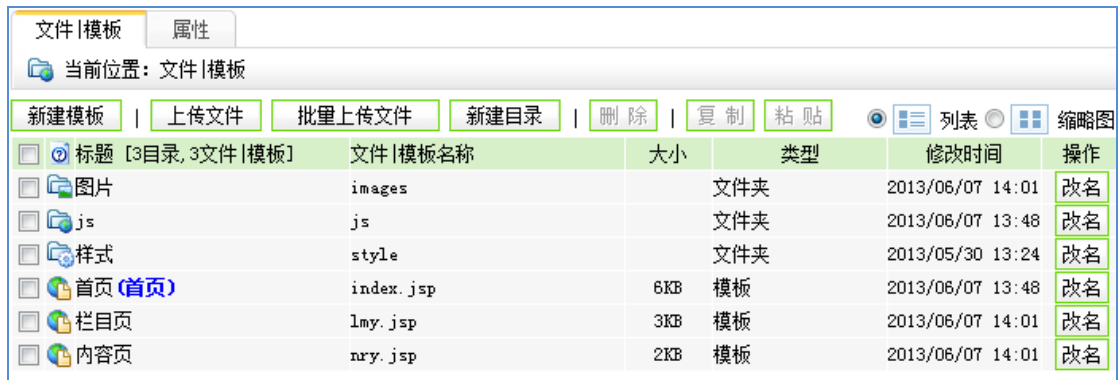 文件|模板 属性
当前位置：文件|模板
新建模板 | 上传文件 批量上传文件 新建目录 | 删 除 | 复 制 粘 贴 列表 缩略图
标题 [3目录,3文件|模板] 文件|模板名称 大小 类型 修改时间 操作
图片 images 文件夹 2013/06/07 14:01 改名
js js 文件夹 2013/06/07 13:48 改名
样式 style 文件夹 2013/05/30 13:24 改名
首页(首页) index.jsp 6KB 模板 2013/06/07 13:48 改名
栏目页 lmy.jsp 3KB 模板 2013/06/07 14:01 改名
内容页 nry.jsp 2KB 模板 2013/06/07 14:01 改名